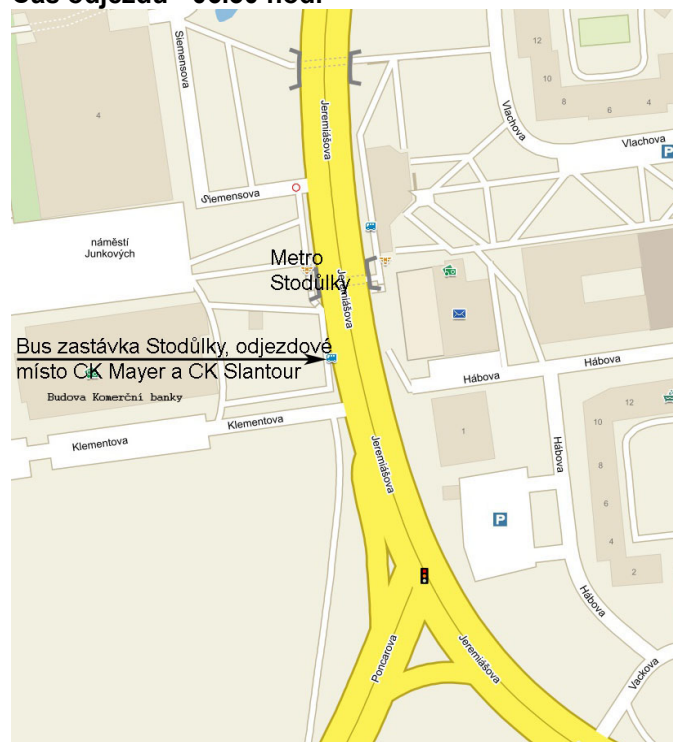 Siemensova
Jeremiášova
12
10
8
6
4
Vlachova
Vlachova
P
4
Siemensova
náměstí
Junkových
Metro
Stodůlky
Jeremiášova
Bus zastávka Stodůlky, odjezdové
místo CK Mayer a CK Slantour
Budova Komerční banky
Hábova
Hábova
Klementova
Klementova
Jeremiášova
1
12
10
8
6
4
2
Hábova
P
Hábova
Poncarova
Jeremiášova
Vackova